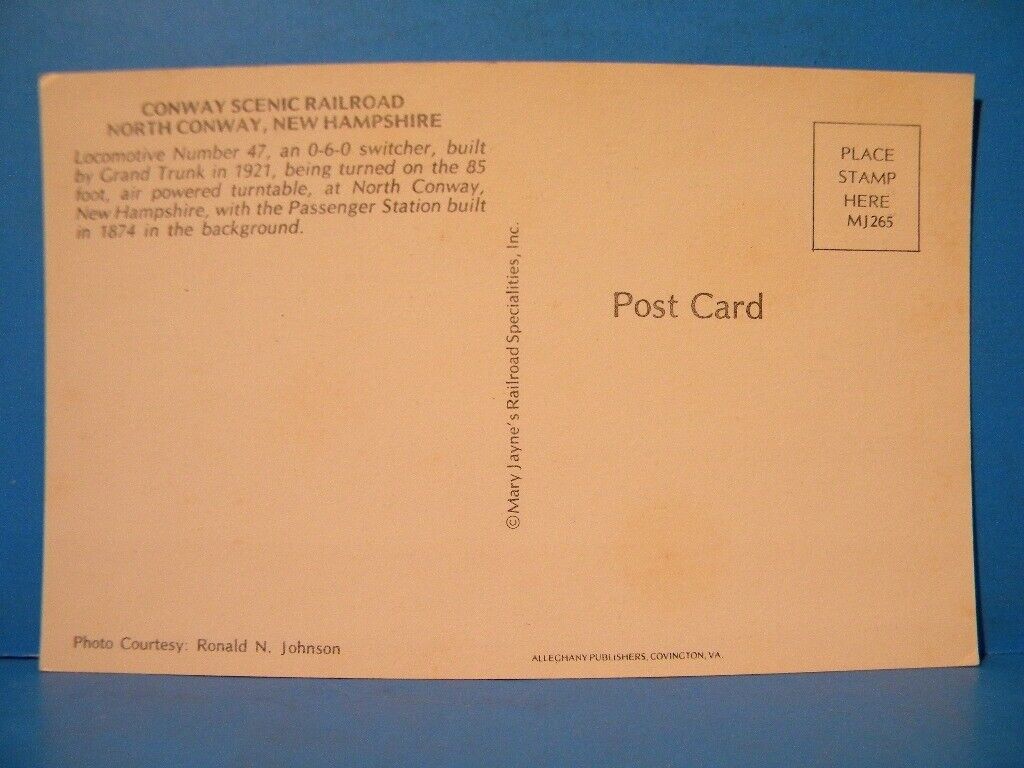 CONWAY SCENIC RAILROAD
NORTH CONWAY, NEW HAMPSHIRE
Locomotive Number 47, an 0-6-0 switcher, built
by Grand Trunk in 1921, being turned on the 85
foot, air powered turntable, at North Conway,
New Hampshire, with the Passenger Station built
in 1874 in the background.
Photo Courtesy: Ronald N. Johnson
©Mary Jayne's Railroad Specialities, Inc.
PLACE
STAMP
HERE
MJ265
Post Card
ALLEGHANY PUBLISHERS, COVINGTON, VA.